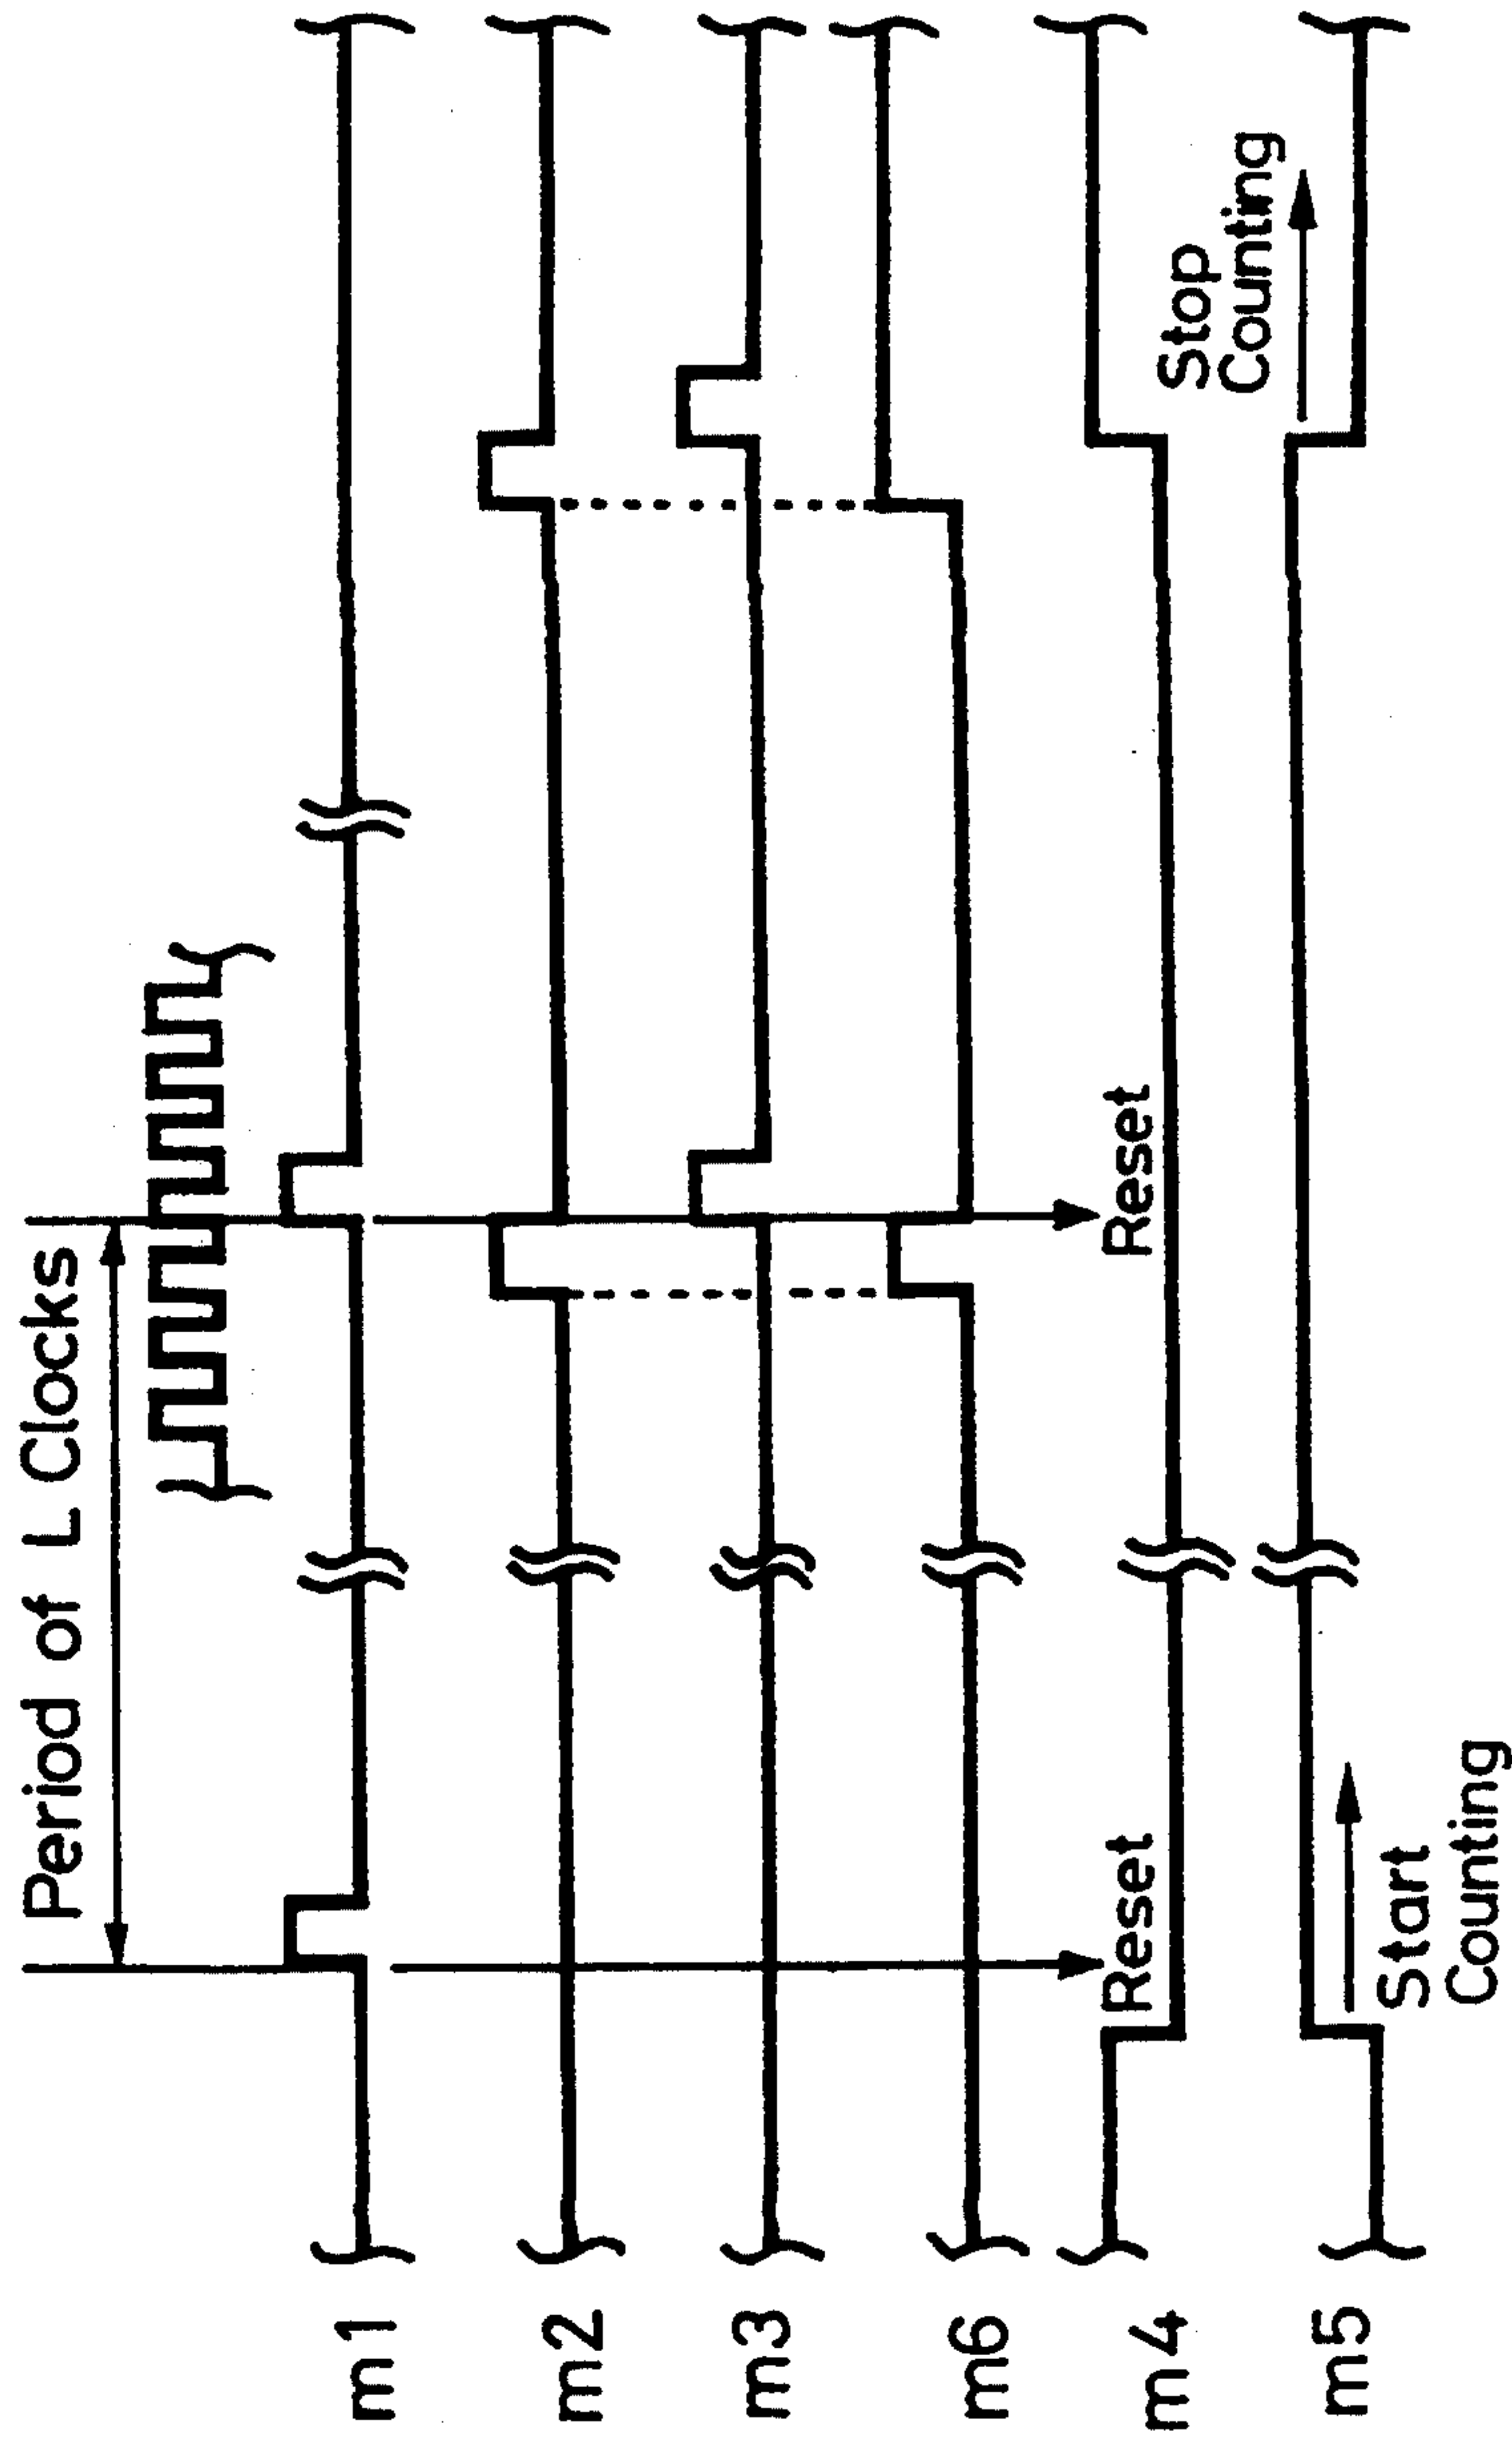 Period of L Clocks
m1
m2
m3
m6
Reset
Reset
m4
Stop
Counting
m5
Start
Counting